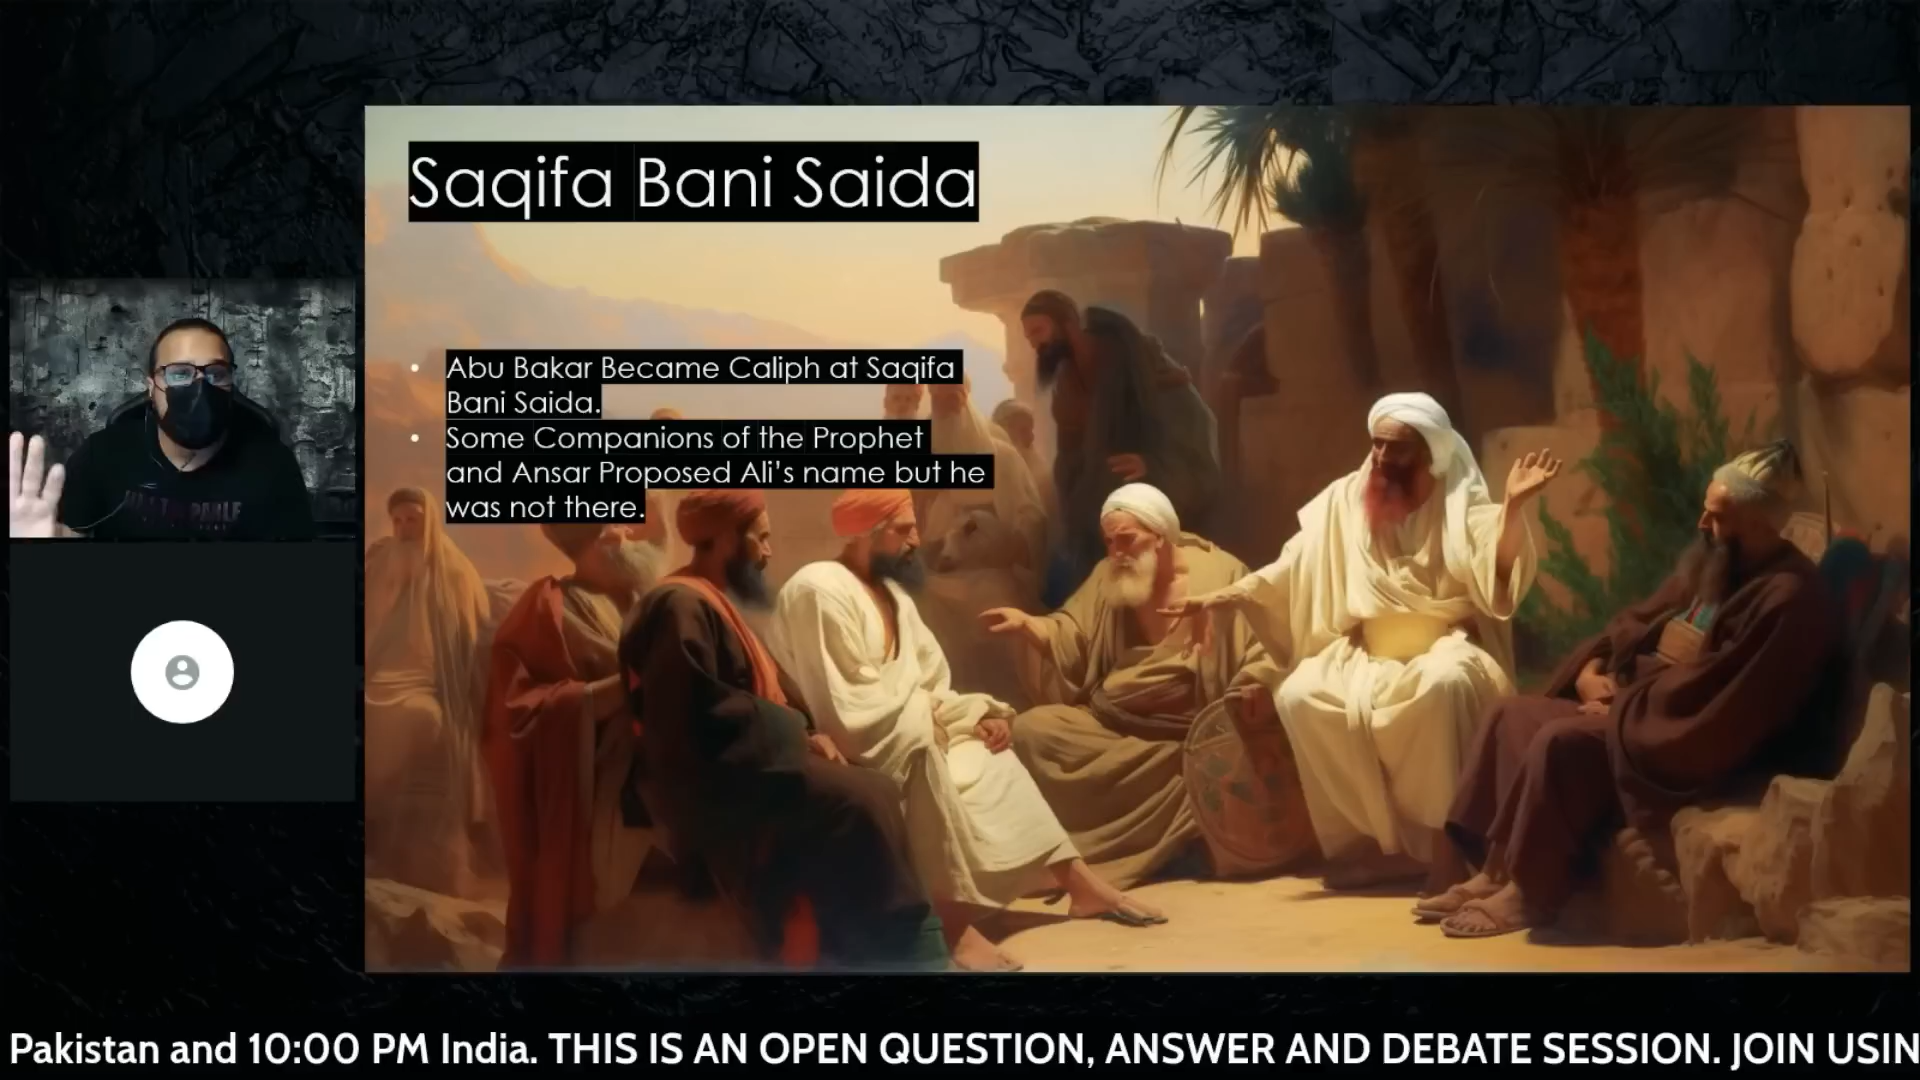 Saqifa Bani Saida
• Abu Bakar Became Caliph at Saqifa
Bani Saida.
• Some Companions of the Prophet
and Ansar Proposed Ali's name but he
was not there.
Pakistan and 10:00 PM India. THIS IS AN OPEN QUESTION, ANSWER AND DEBATE SESSION. JOIN USIN